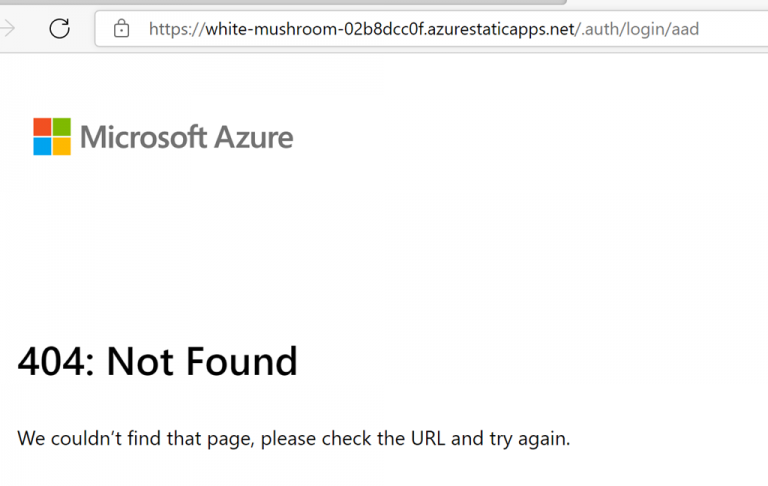 https://white-mushroom-02b8dcc0f.azurestaticapps.net/.auth/login/aad
Microsoft Azure
404: Not Found
We couldn’t find that page, please check the URL and try again.